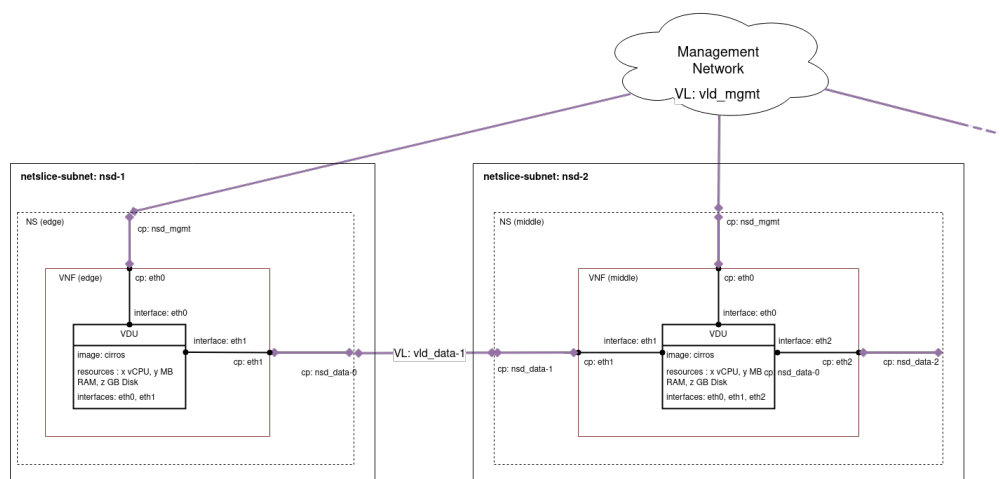 Management
Network
VL: vld_mgmt
netslice-subnet: nsd-1
NS (edge)
cp: nsd_mgmt
VNF (edge)
cp: eth0
interface: eth0
VDU
image: cirros
resources : x vCPU, y MB
RAM, z GB Disk
interfaces: eth0, eth1
interface: eth1
cp: eth1
cp: nsd_data-0
VL: vld_data-1
netslice-subnet: nsd-2
NS (middle)
cp: nsd_mgmt
VNF (middle)
cp: eth0
interface: eth0
cp: nsd_data-1
cp: eth1
interface: eth1
VDU
image: cirros
resources : x vCPU, y MB
RAM, z GB Disk
interfaces: eth0, eth1, eth2
interface: eth2
cp: nsd_data-0
cp: eth2
cp: nsd_data-2